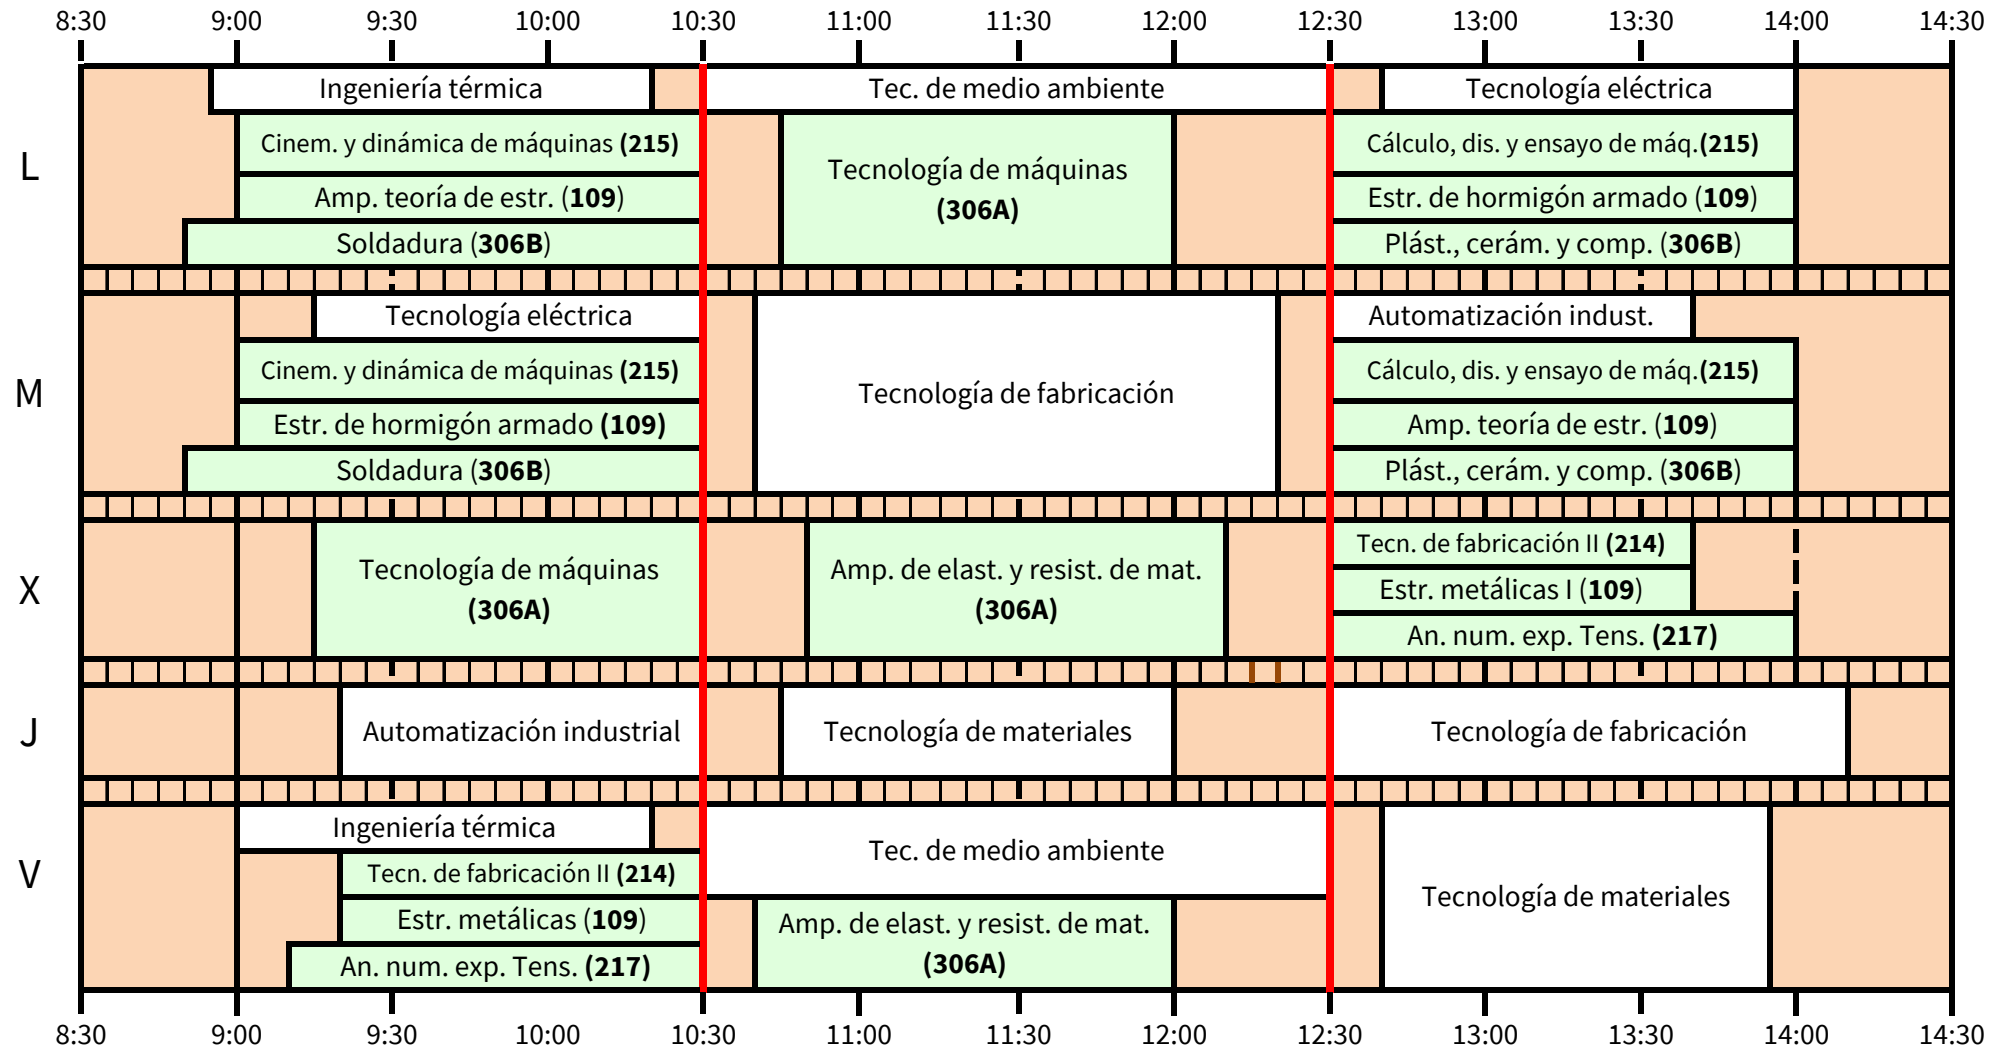 8:30 9:00 9:30 10:00 10:30 11:00 11:30 12:00 12:30 13:00 13:30 14:00 14:30
L
Ingeniería térmica
Tec. de medio ambiente
Tecnología eléctrica
Cinem. y dinámica de máquinas (215)
Amp. teoría de estr. (109)
Soldadura (306B)
Tecnología de máquinas
(306A)
Cálculo, dis. y ensayo de máq.(215)
Estr. de hormigón armado (109)
Plást., cerám. y comp. (306B)
M
Tecnología eléctrica
Cinem. y dinámica de máquinas (215)
Estr. de hormigón armado (109)
Soldadura (306B)
Tecnología de fabricación
Automatización indust.
Cálculo, dis. y ensayo de máq.(215)
Amp. teoría de estr. (109)
Plást., cerám. y comp. (306B)
X
Tecnología de máquinas
(306A)
Amp. de elast. y resist. de mat.
(306A)
Tecn. de fabricación II (214)
Estr. metálicas I (109)
An. num. exp. Tens. (217)
J
Automatización industrial
Tecnología de materiales
Tecnología de fabricación
V
Ingeniería térmica
Tecn. de fabricación II (214)
Estr. metálicas (109)
An. num. exp. Tens. (217)
Tec. de medio ambiente
Amp. de elast. y resist. de mat.
(306A)
Tecnología de materiales
8:30 9:00 9:30 10:00 10:30 11:00 11:30 12:00 12:30 13:00 13:30 14:00 14:30